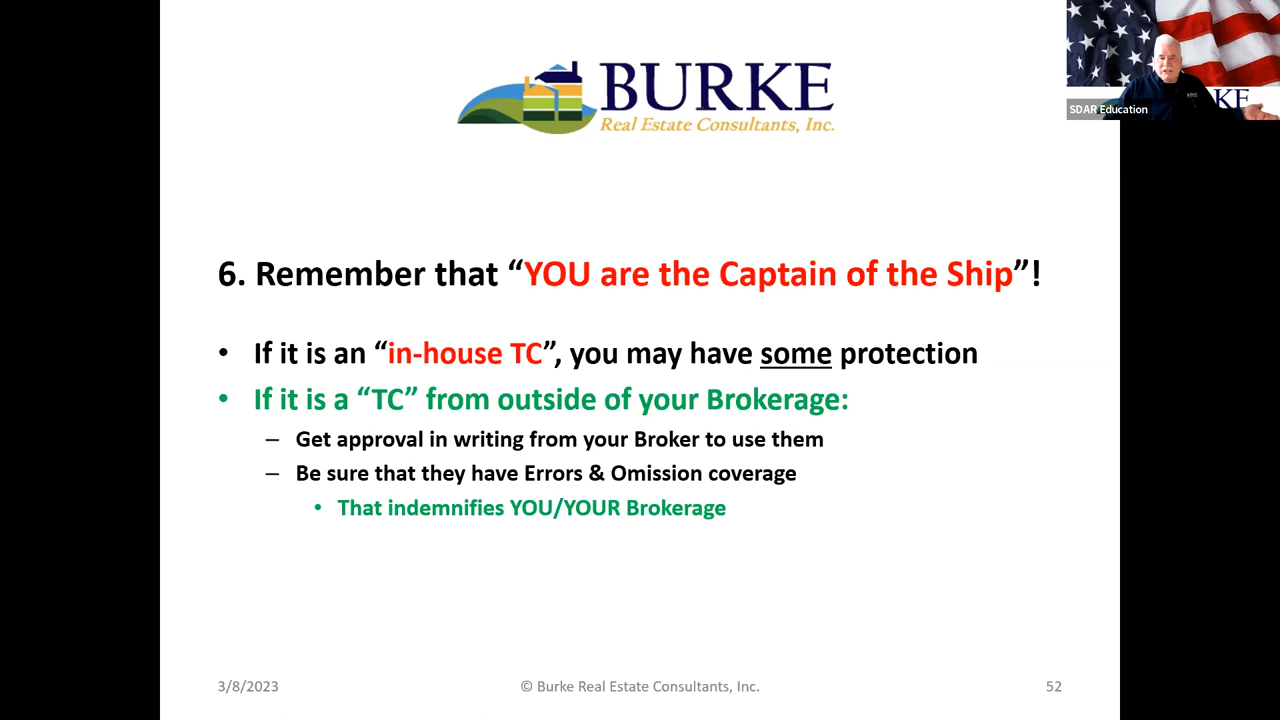 BURKE
Real Estate Consultants, Inc.
SDAR Education
KE
6. Remember that “YOU are the Captain of the Ship”!
• If it is an “in-house TC”, you may have some protection
• If it is a “TC” from outside of your Brokerage:
– Get approval in writing from your Broker to use them
– Be sure that they have Errors & Omission coverage
• That indemnifies YOU/YOUR Brokerage
3/8/2023
© Burke Real Estate Consultants, Inc.
52